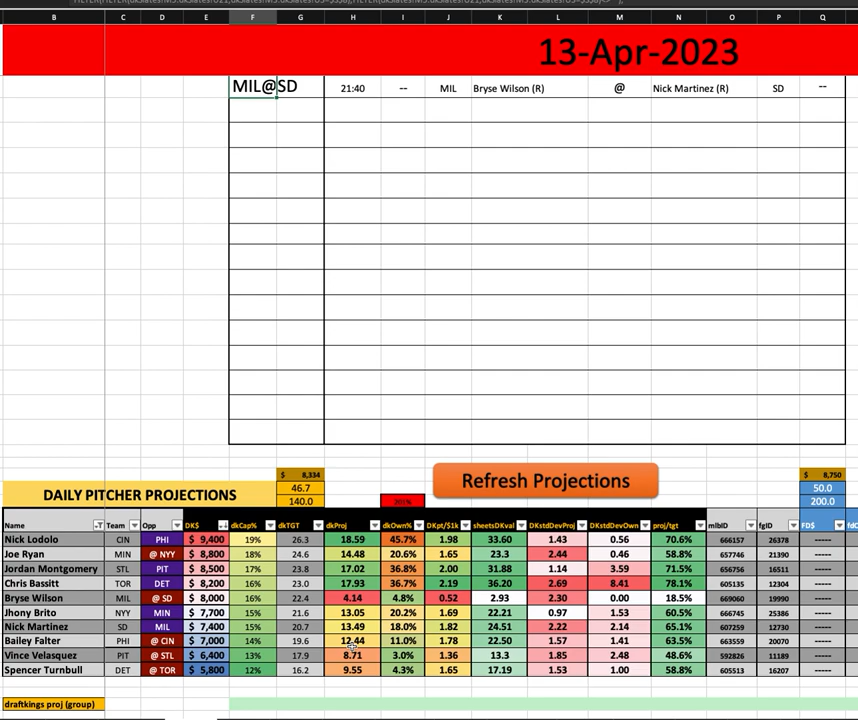 B C D E F G H I J K L M N O P Q
13-Apr-2023
MIL@SD 21:40 -- MIL Bryse Wilson (R) @ Nick Martinez (R) SD --
$ 8,334 $ 8,750
46.7 50.0
DAILY PITCHER PROJECTIONS Refresh Projections
140.0 200.0
Name Team Opp DK$ dkCap% dkTGT dkProj dkOwn% DKpt/$1k sheetsDKval DKstdDevProj DKstdDevOwn proj/tgt mlbID fgID FD$
Nick Lodolo CIN PHI $ 9,400 19% 26.3 18.59 45.7% 1.98 33.60 1.43 0.56 70.6% 666157 26378 -----
Joe Ryan MIN @ NYY $ 8,800 18% 24.6 14.48 20.6% 1.65 23.3 2.44 0.46 58.8% 657746 21390 -----
Jordan Montgomery STL PIT $ 8,500 17% 23.8 17.02 36.8% 2.00 31.88 1.14 3.59 71.5% 656756 16511 -----
Chris Bassitt TOR DET $ 8,200 16% 23.0 17.93 36.7% 2.19 36.20 2.69 8.41 78.1% 605135 12304 -----
Bryse Wilson MIL @ SD $ 8,000 16% 22.4 4.14 4.8% 0.52 2.93 2.30 0.00 18.5% 669060 19990 -----
Jhony Brito NYY MIN $ 7,700 15% 21.6 13.05 20.2% 1.69 22.21 0.97 1.53 60.5% 666745 25386 -----
Nick Martinez SD MIL $ 7,400 15% 20.7 13.49 18.0% 1.82 24.51 2.22 2.14 65.1% 607259 12730 -----
Bailey Falter PHI @ CIN $ 7,000 14% 19.6 12.44 11.0% 1.78 22.50 1.57 1.41 63.5% 663559 20070 -----
Vince Velasquez PIT @ STL $ 6,400 13% 17.9 8.71 3.0% 1.36 13.3 1.85 2.48 48.6% 592826 11189 -----
Spencer Turnbull DET @ TOR $ 5,800 12% 16.2 9.55 4.3% 1.65 17.19 1.53 1.00 58.8% 605513 16207 -----
draftkings proj (group)